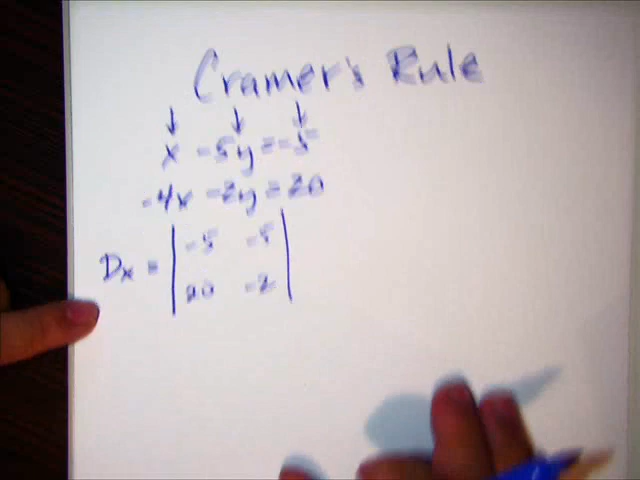 Cramer's Rule
↓ ↓ ↓
x -5y = -5
-4x -2y = 20
Dx = | -5 -5 |
| 20 -2 |